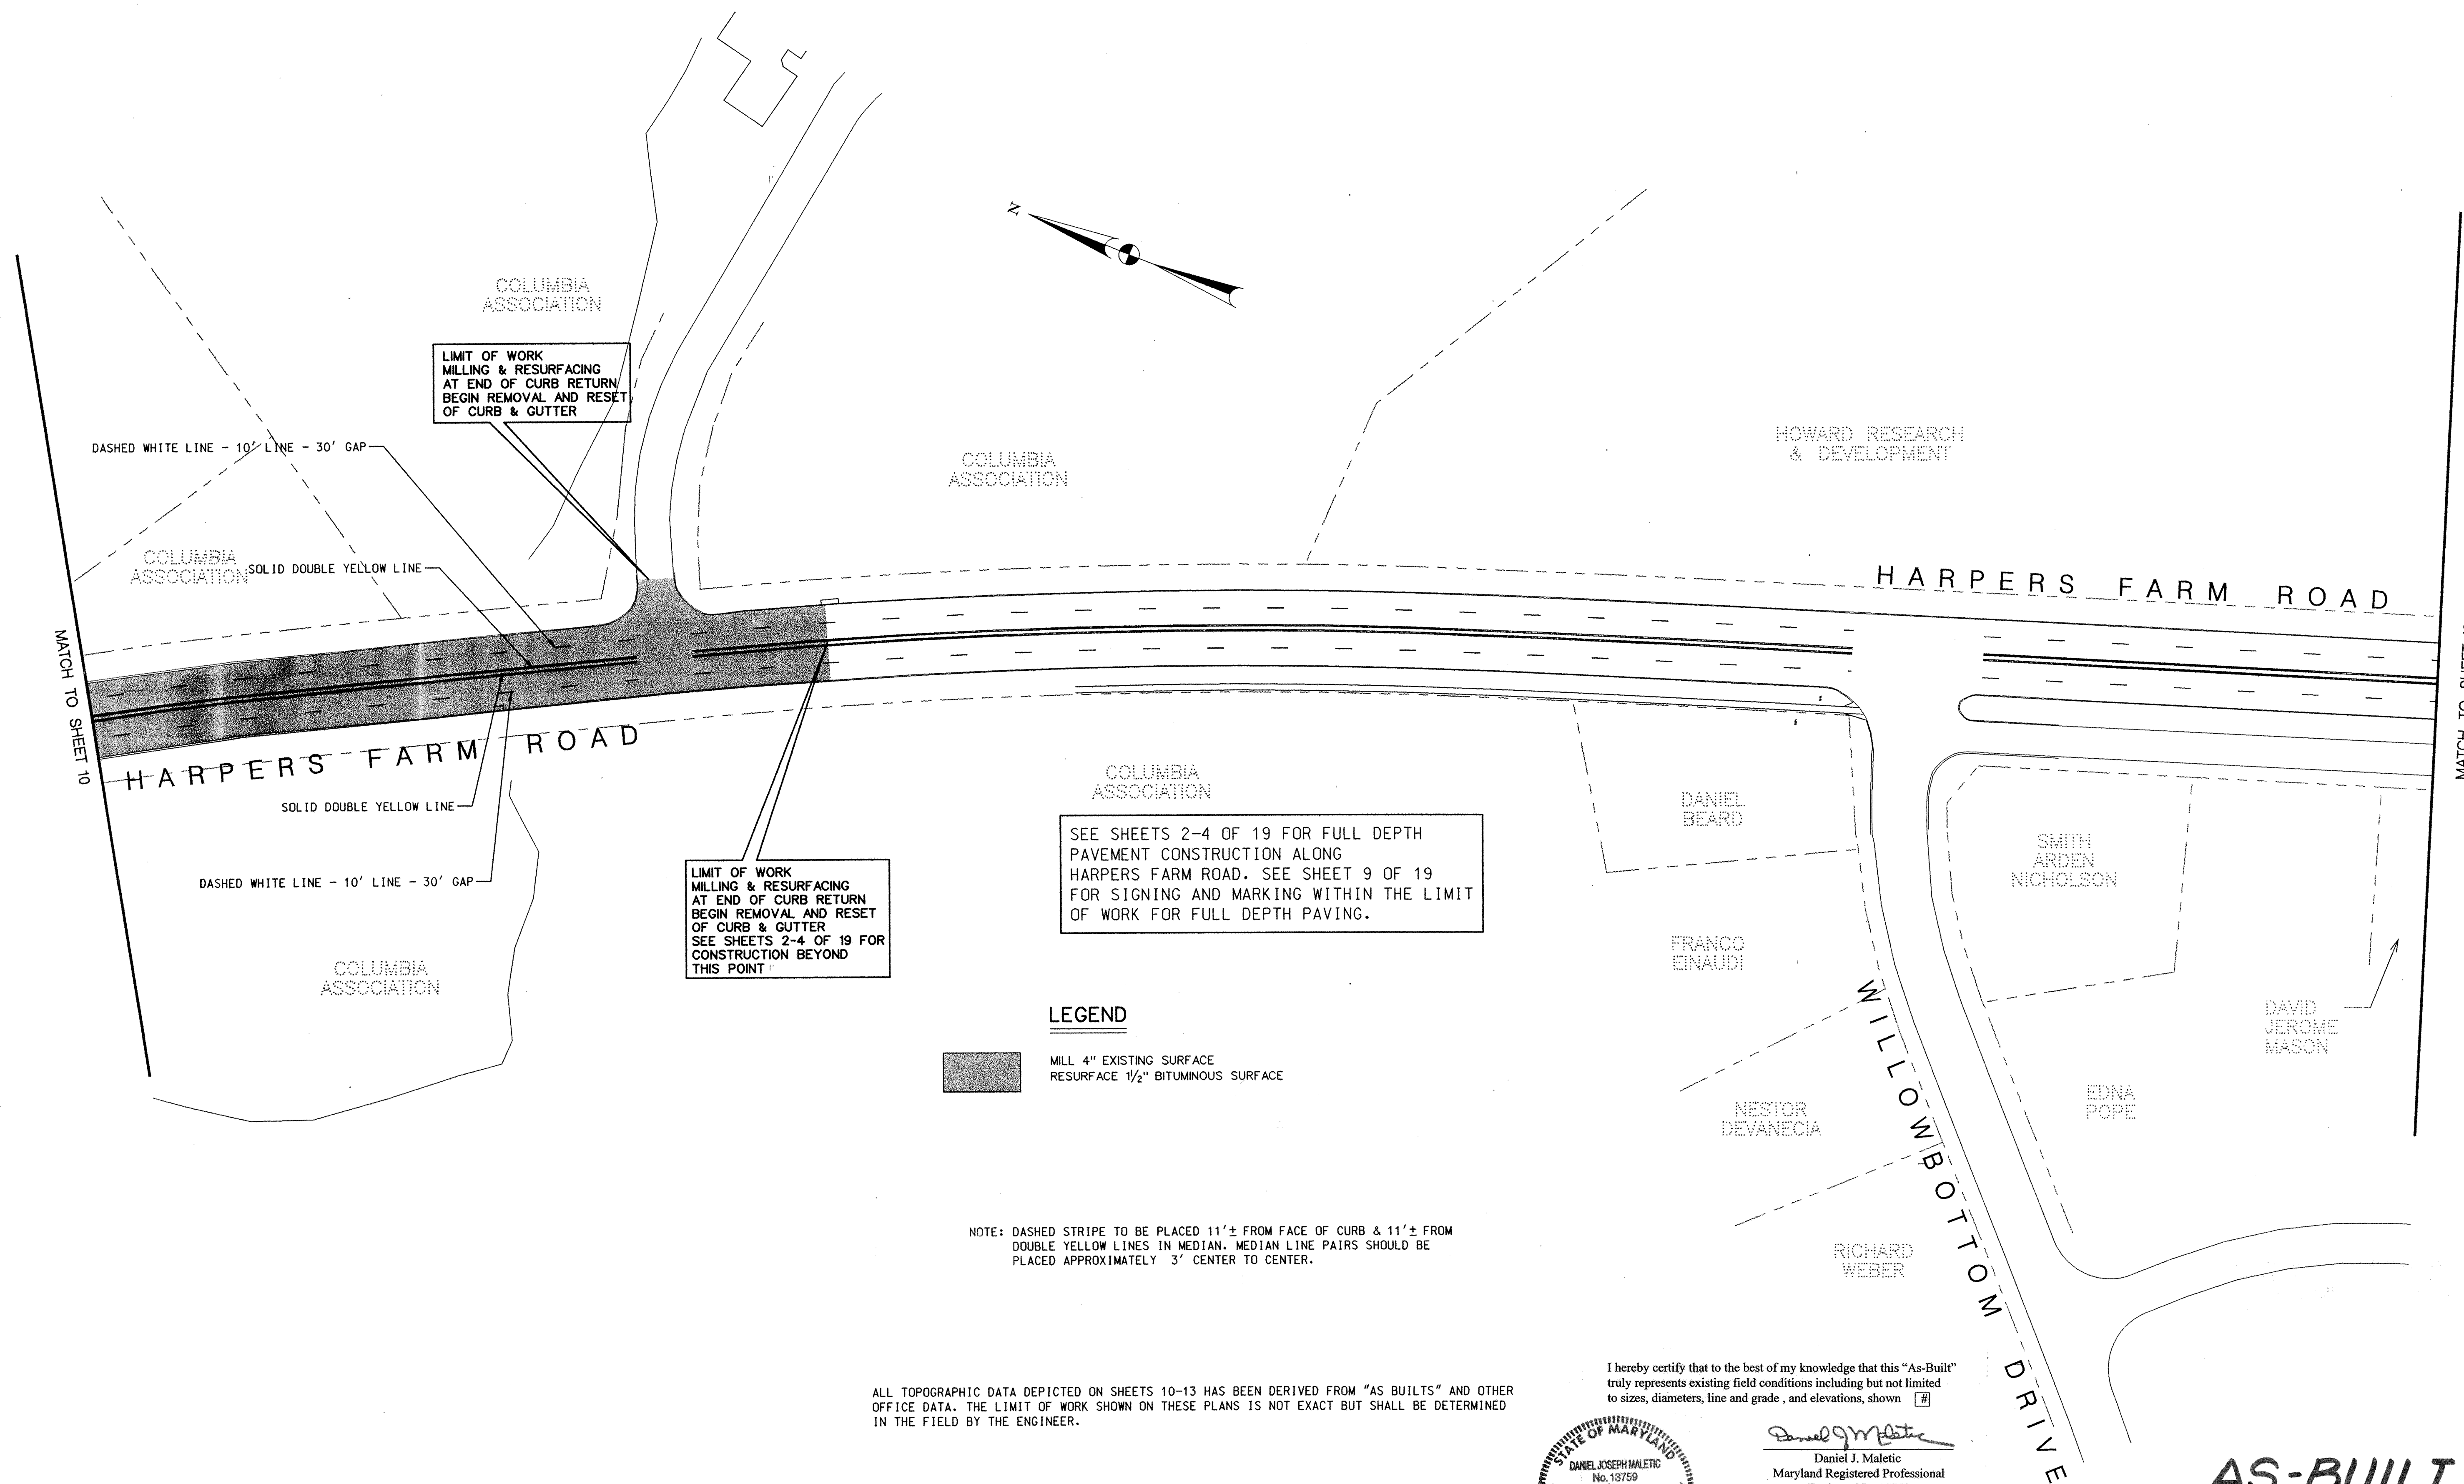 N
COLUMBIA
ASSOCIATION
LIMIT OF WORK
MILLING & RESURFACING
AT END OF CURB RETURN
BEGIN REMOVAL AND RESET
OF CURB & GUTTER
DASHED WHITE LINE - 10' LINE - 30' GAP
COLUMBIA
ASSOCIATION
HOWARD RESEARCH
& DEVELOPMENT
COLUMBIA
ASSOCIATION
SOLID DOUBLE YELLOW LINE
HARPERS FARM ROAD
MATCH TO SHEET 10
MATCH TO SHEET
HARPERS FARM ROAD
SOLID DOUBLE YELLOW LINE
DASHED WHITE LINE - 10' LINE - 30' GAP
COLUMBIA
ASSOCIATION
DANIEL
BEARD
SMITH
ARDEN
NICHOLSON
LIMIT OF WORK
MILLING & RESURFACING
AT END OF CURB RETURN
BEGIN REMOVAL AND RESET
OF CURB & GUTTER
SEE SHEETS 2-4 OF 19 FOR
CONSTRUCTION BEYOND
THIS POINT
SEE SHEETS 2-4 OF 19 FOR FULL DEPTH
PAVEMENT CONSTRUCTION ALONG
HARPERS FARM ROAD. SEE SHEET 9 OF 19
FOR SIGNING AND MARKING WITHIN THE LIMIT
OF WORK FOR FULL DEPTH PAVING.
COLUMBIA
ASSOCIATION
FRANCO
EINAUDI
DAVID
JEROME
MASON
LEGEND
MILL 4" EXISTING SURFACE
RESURFACE 1 1/2" BITUMINOUS SURFACE
WILLOWBOTTOM DRIVE
NESTOR
DEVANECIA
EDNA
POPE
RICHARD
WEBER
NOTE: DASHED STRIPE TO BE PLACED 11'± FROM FACE OF CURB & 11'± FROM
DOUBLE YELLOW LINES IN MEDIAN. MEDIAN LINE PAIRS SHOULD BE
PLACED APPROXIMATELY 3' CENTER TO CENTER.
ALL TOPOGRAPHIC DATA DEPICTED ON SHEETS 10-13 HAS BEEN DERIVED FROM "AS BUILTS" AND OTHER
OFFICE DATA. THE LIMIT OF WORK SHOWN ON THESE PLANS IS NOT EXACT BUT SHALL BE DETERMINED
IN THE FIELD BY THE ENGINEER.
I hereby certify that to the best of my knowledge that this “As-Built”
truly represents existing field conditions including but not limited
to sizes, diameters, line and grade , and elevations, shown #
STATE OF MARYLAND
DANIEL JOSEPH MALETIC
No. 13759
Daniel J Maletic
Daniel J. Maletic
Maryland Registered Professional
AS-BUILT